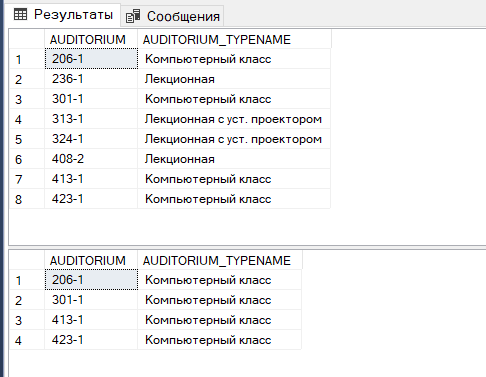 Результаты Сообщения
AUDITORIUM AUDITORIUM_TYPENAME
1 206-1 Компьютерный класс
2 236-1 Лекционная
3 301-1 Компьютерный класс
4 313-1 Лекционная с уст. проектором
5 324-1 Лекционная с уст. проектором
6 408-2 Лекционная
7 413-1 Компьютерный класс
8 423-1 Компьютерный класс
AUDITORIUM AUDITORIUM_TYPENAME
1 206-1 Компьютерный класс
2 301-1 Компьютерный класс
3 413-1 Компьютерный класс
4 423-1 Компьютерный класс